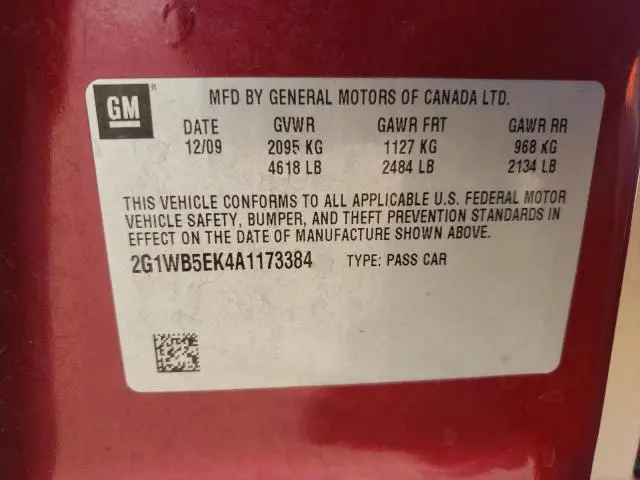 GM ®
MFD BY GENERAL MOTORS OF CANADA LTD.
DATE GVWR GAWR FRT GAWR RR
12/09 2095 KG 1127 KG 968 KG
4618 LB 2484 LB 2134 LB
THIS VEHICLE CONFORMS TO ALL APPLICABLE U.S. FEDERAL MOTOR
VEHICLE SAFETY, BUMPER, AND THEFT PREVENTION STANDARDS IN
EFFECT ON THE DATE OF MANUFACTURE SHOWN ABOVE.
2G1WB5EK4A1173384 TYPE: PASS CAR